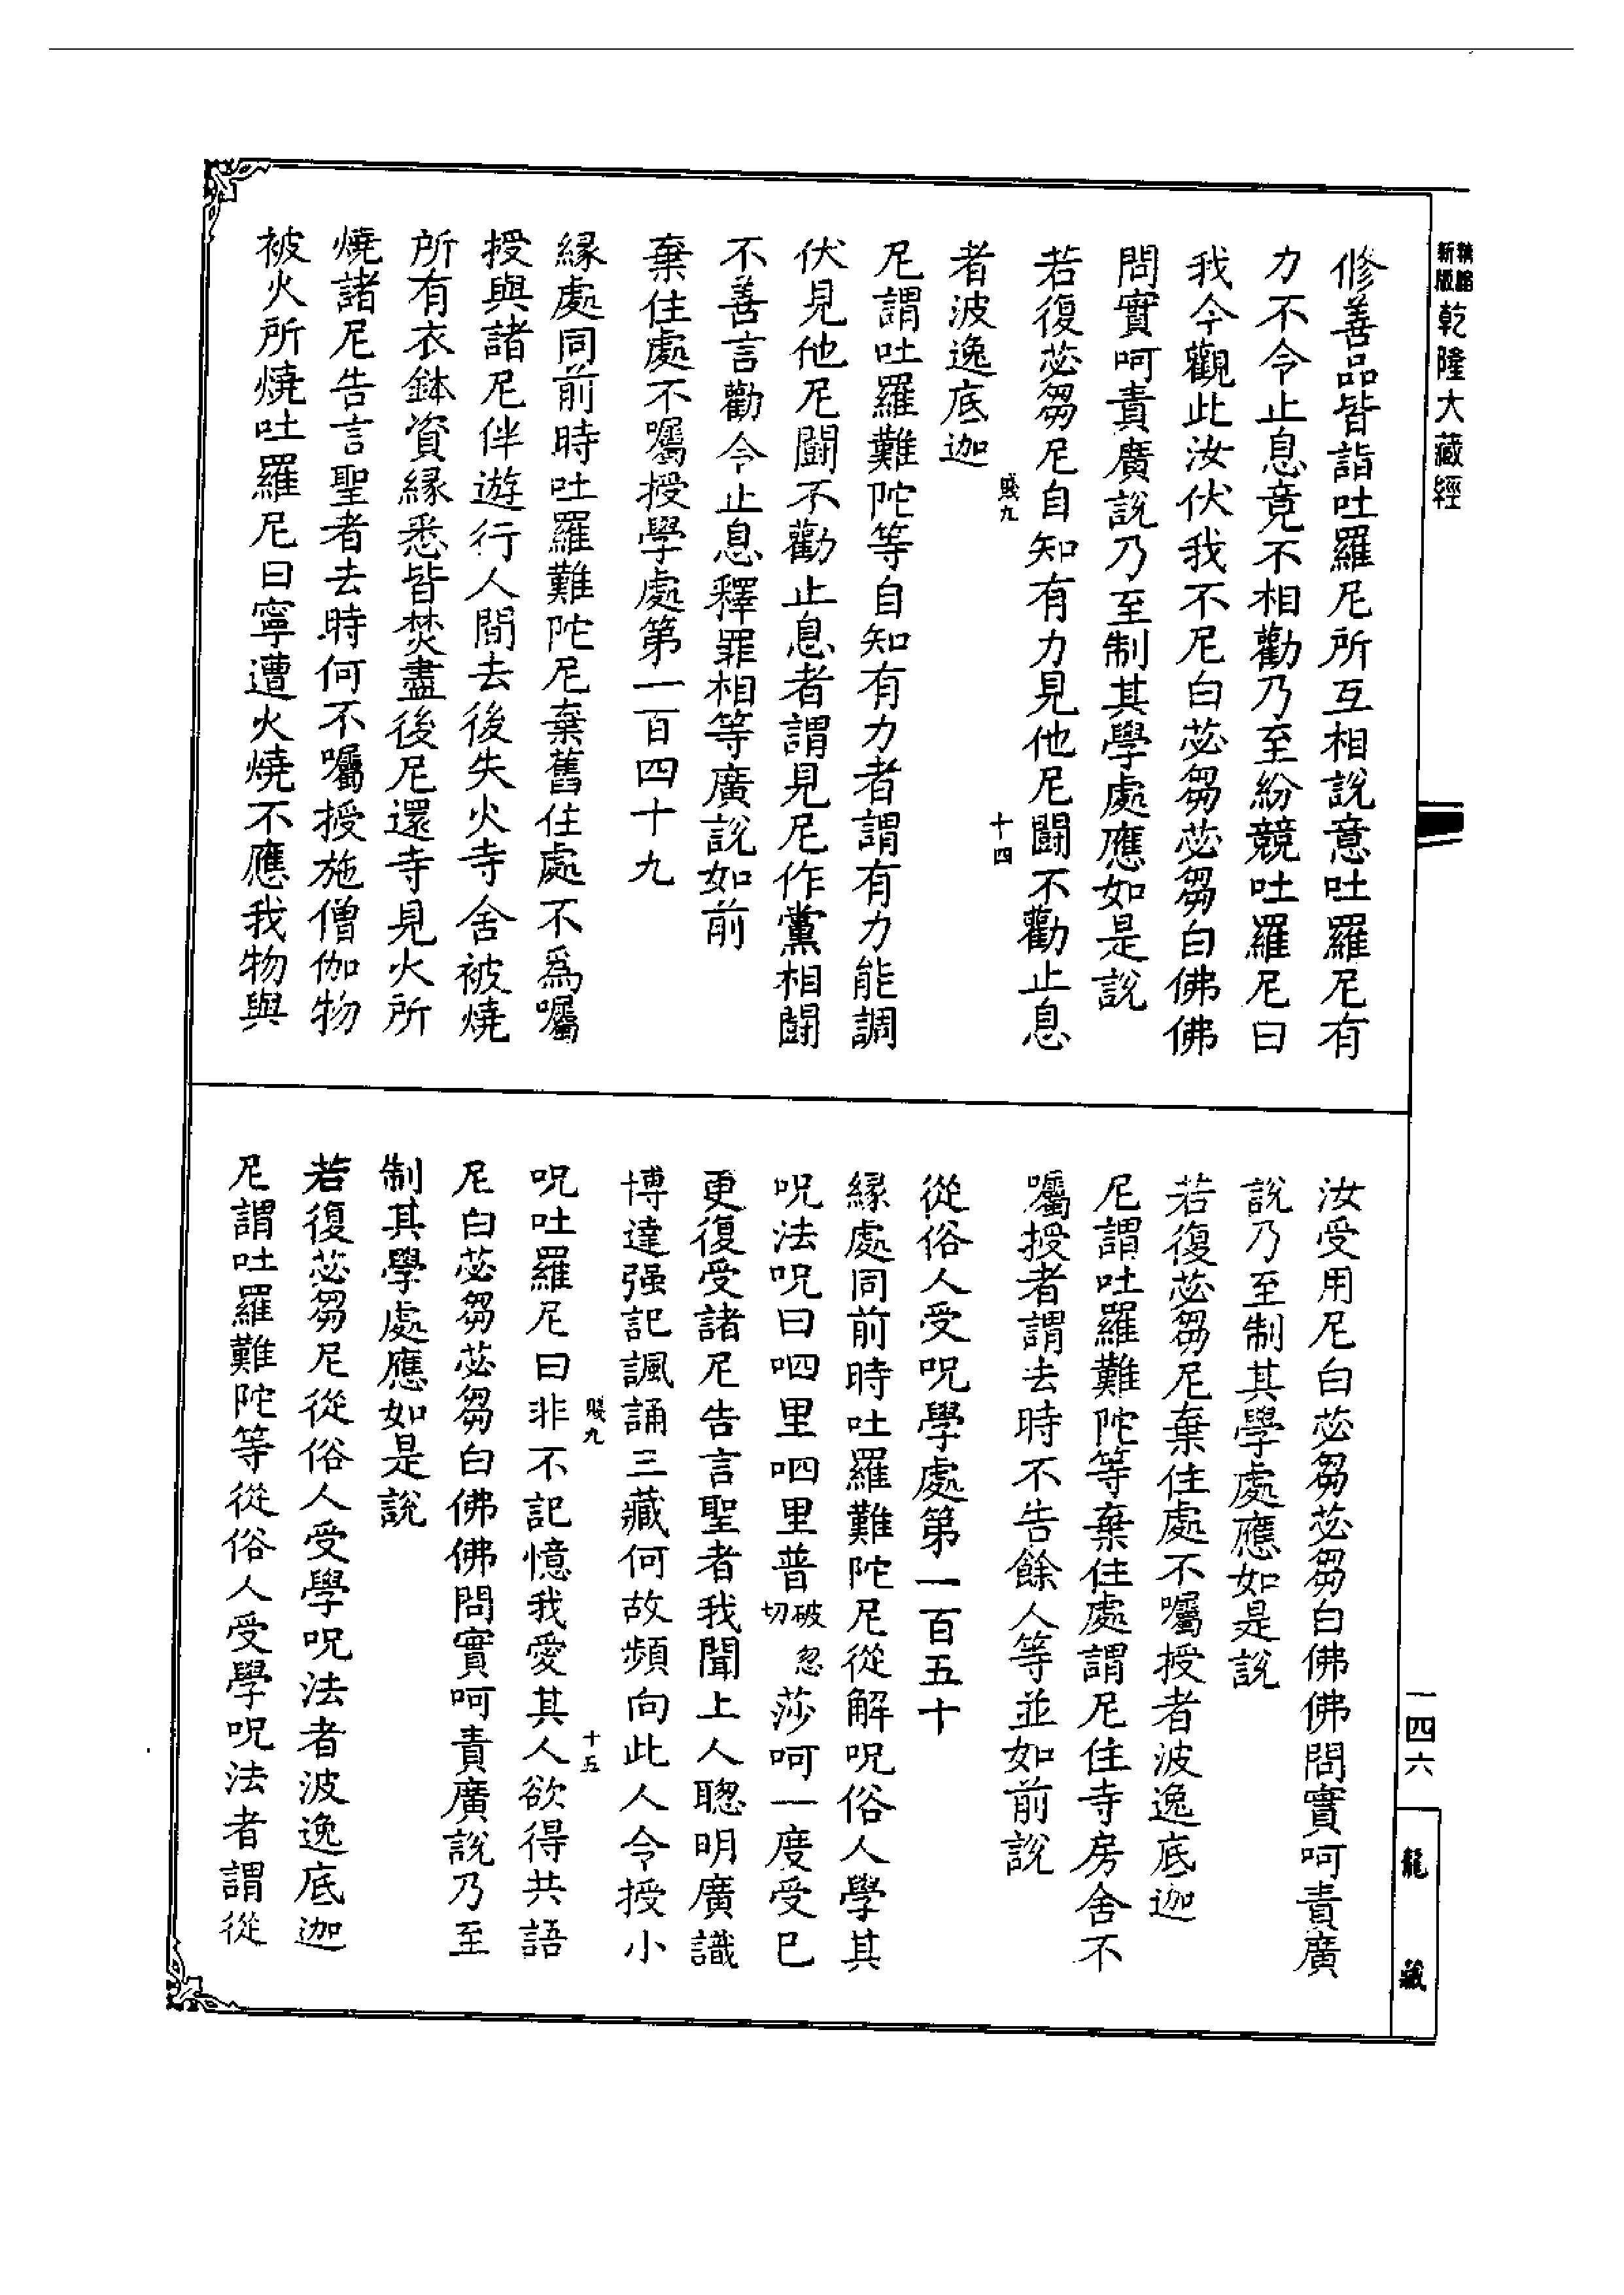 精縮
新版
乾隆大藏經
修善品皆詣吐羅尼所互相説意吐羅尼有
力不令止息竟不相勸乃至紛競吐羅尼曰
我今觀此汝伏我不尼白苾芻苾芻白佛佛
問實呵責廣説乃至制其學處應如是説
若復苾芻尼自知有力見他尼鬪不勸止息
者波逸底迦
賤九
十四
尼謂吐羅難陀等自知有力者謂有力能調
伏見他尼鬪不勸止息者謂見尼作黨相鬪
不善言勸令止息釋罪相等廣説如前
棄住處不囑授學處第一百四十九
緣處同前時吐羅難陀尼棄舊住處不爲囑
授與諸尼伴遊行人間去後失火寺舍被燒
所有衣鉢資緣悉皆焚盡後尼還寺見火所
燒諸尼告言聖者去時何不囑授施僧伽物
被火所燒吐羅尼曰寧遭火燒不應我物與
汝受用尼白苾芻苾芻白佛佛問實呵責廣
説乃至制其學處應如是説
若復苾芻尼棄住處不囑授者波逸底迦
尼謂吐羅難陀等棄住處謂尼住寺房舍不
囑授者謂去時不告餘人等並如前説
從俗人受呪學處第一百五十
緣處同前時吐羅難陀尼從解呪俗人學其
呪法呪曰呬里呬里普破忽切莎呵一度受已
更復受諸尼告言聖者我聞上人聰明廣識
博達强記諷誦三藏何故頻向此人令授小
賤九
十五
呪吐羅尼曰非不記憶我愛其人欲得共語
尼白苾芻苾芻白佛佛問實呵責廣説乃至
制其學處應如是説
若復苾芻尼從俗人受學呪法者波逸底迦
尼謂吐羅難陀等從俗人受學呪法者謂從
一四六
龍藏